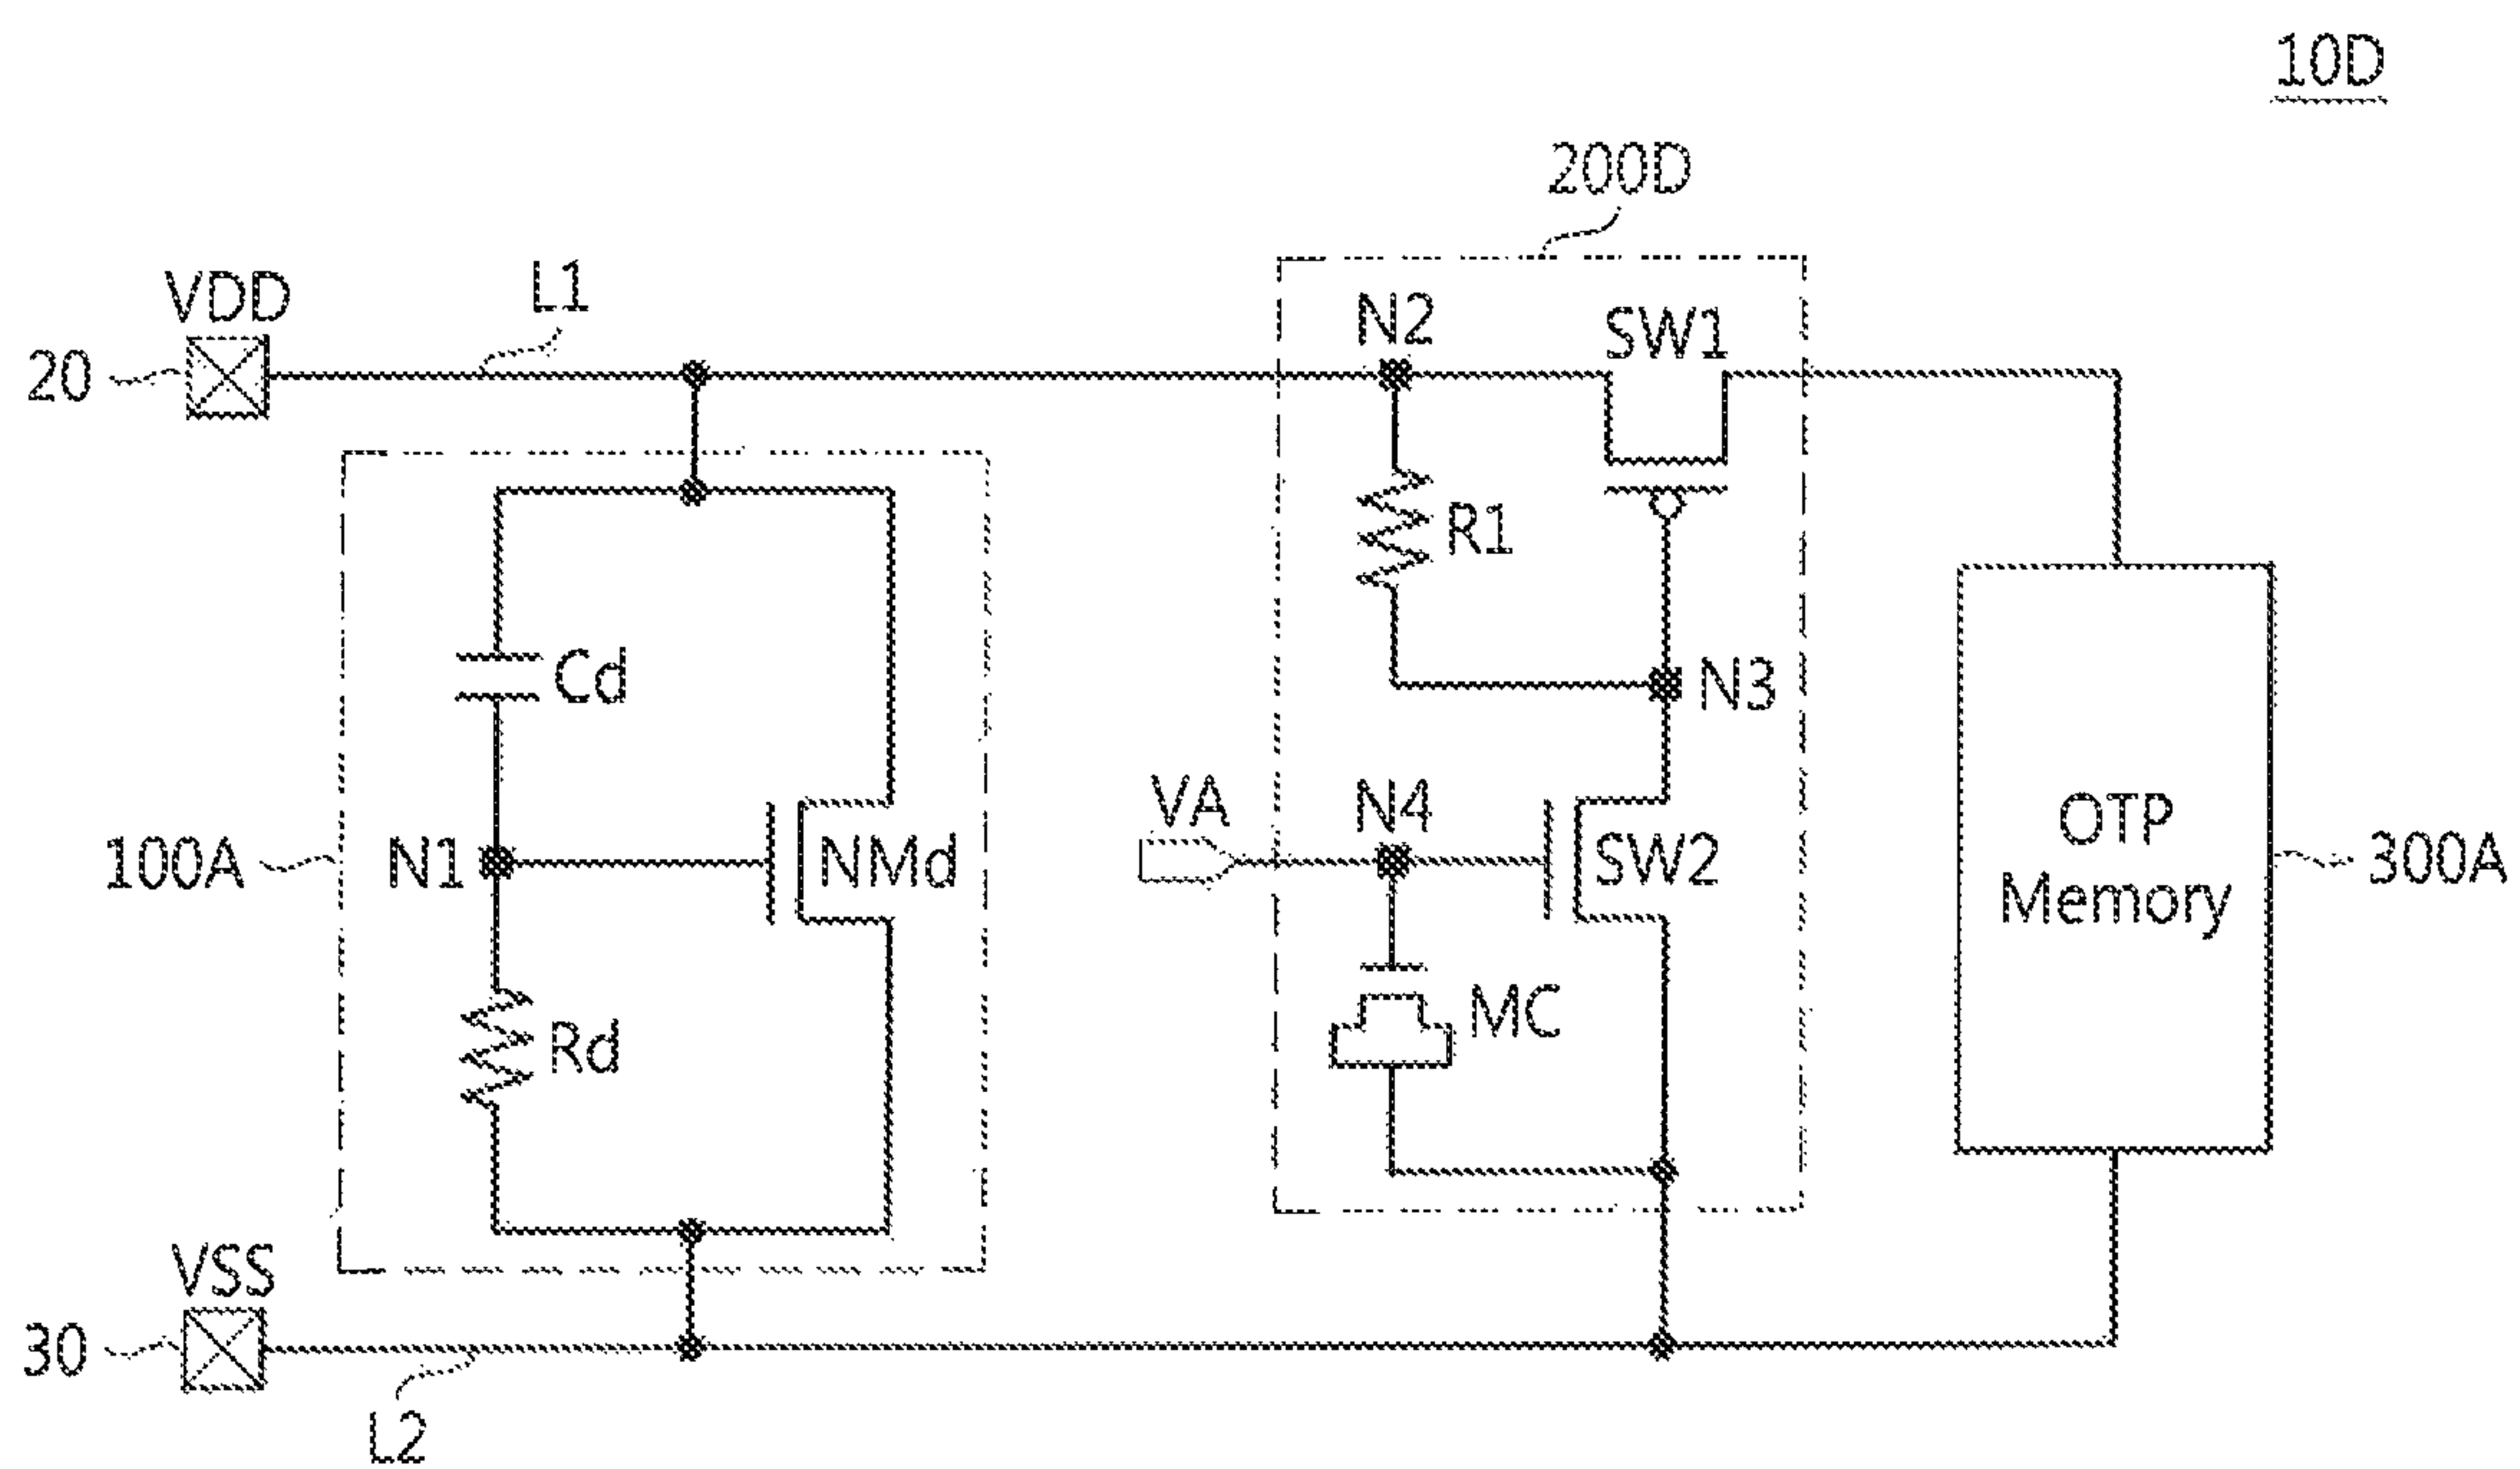 10D
200D
VDD
L1
N2
SW1
20
R1
Cd
N3
VA
N4
100A
N1
NMd
SW2
OTP
Memory
300A
MC
Rd
VSS
30
L2